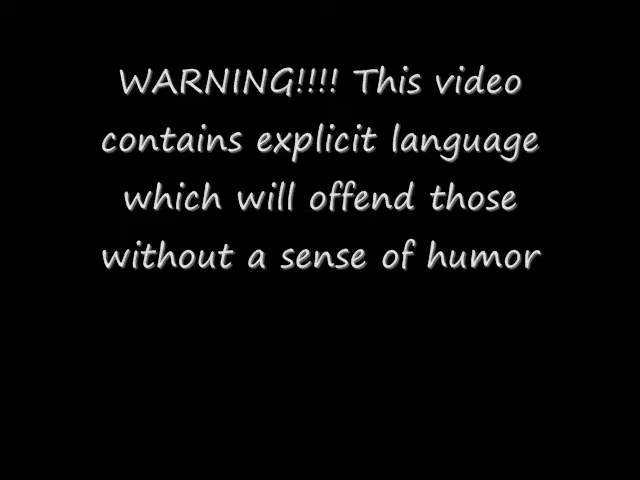 WARNING!!!! This video
contains explicit language
which will offend those
without a sense of humor